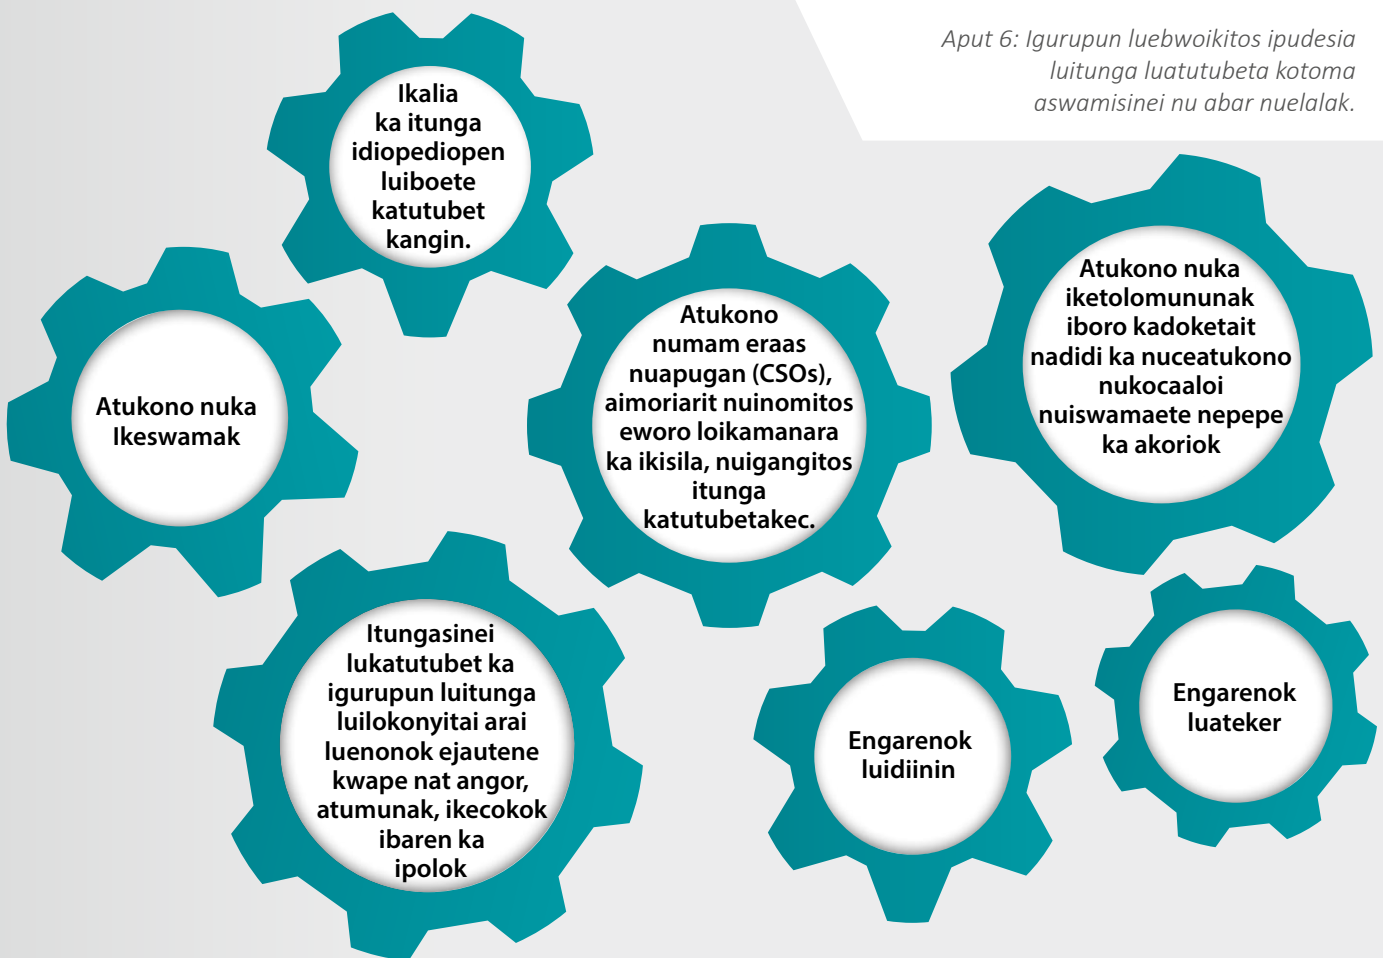 Aput 6: Igurupun luebwoikitos ipudesia
luitunga luatutubeta kotoma
aswamisinei nu abar nuelalak.
Ikalia
ka itunga
idiopediopen
luiboete
katutubet
kangin.
Atukono nuka
Ikeswamak
Atukono
numam eraas
nuapugan (CSOs),
aimoriarit nuinomitos
eworo loikamanara
ka ikisila, nuigangitos
itunga
katutubetakec.
Atukono nuka
iketolomununak
iboro kadoketait
nadidi ka nuceatukono
nukocaaloi
nuiswamaete nepepe
ka akoriok
Itungasinei
lukatutubet ka
igurupun luitunga
luilokonyitai arai
luenonok ejautene
kwape nat angor,
atumunak, ikecokok
ibaren ka
ipolok
Engarenok
luidiinin
Engarenok
luateker